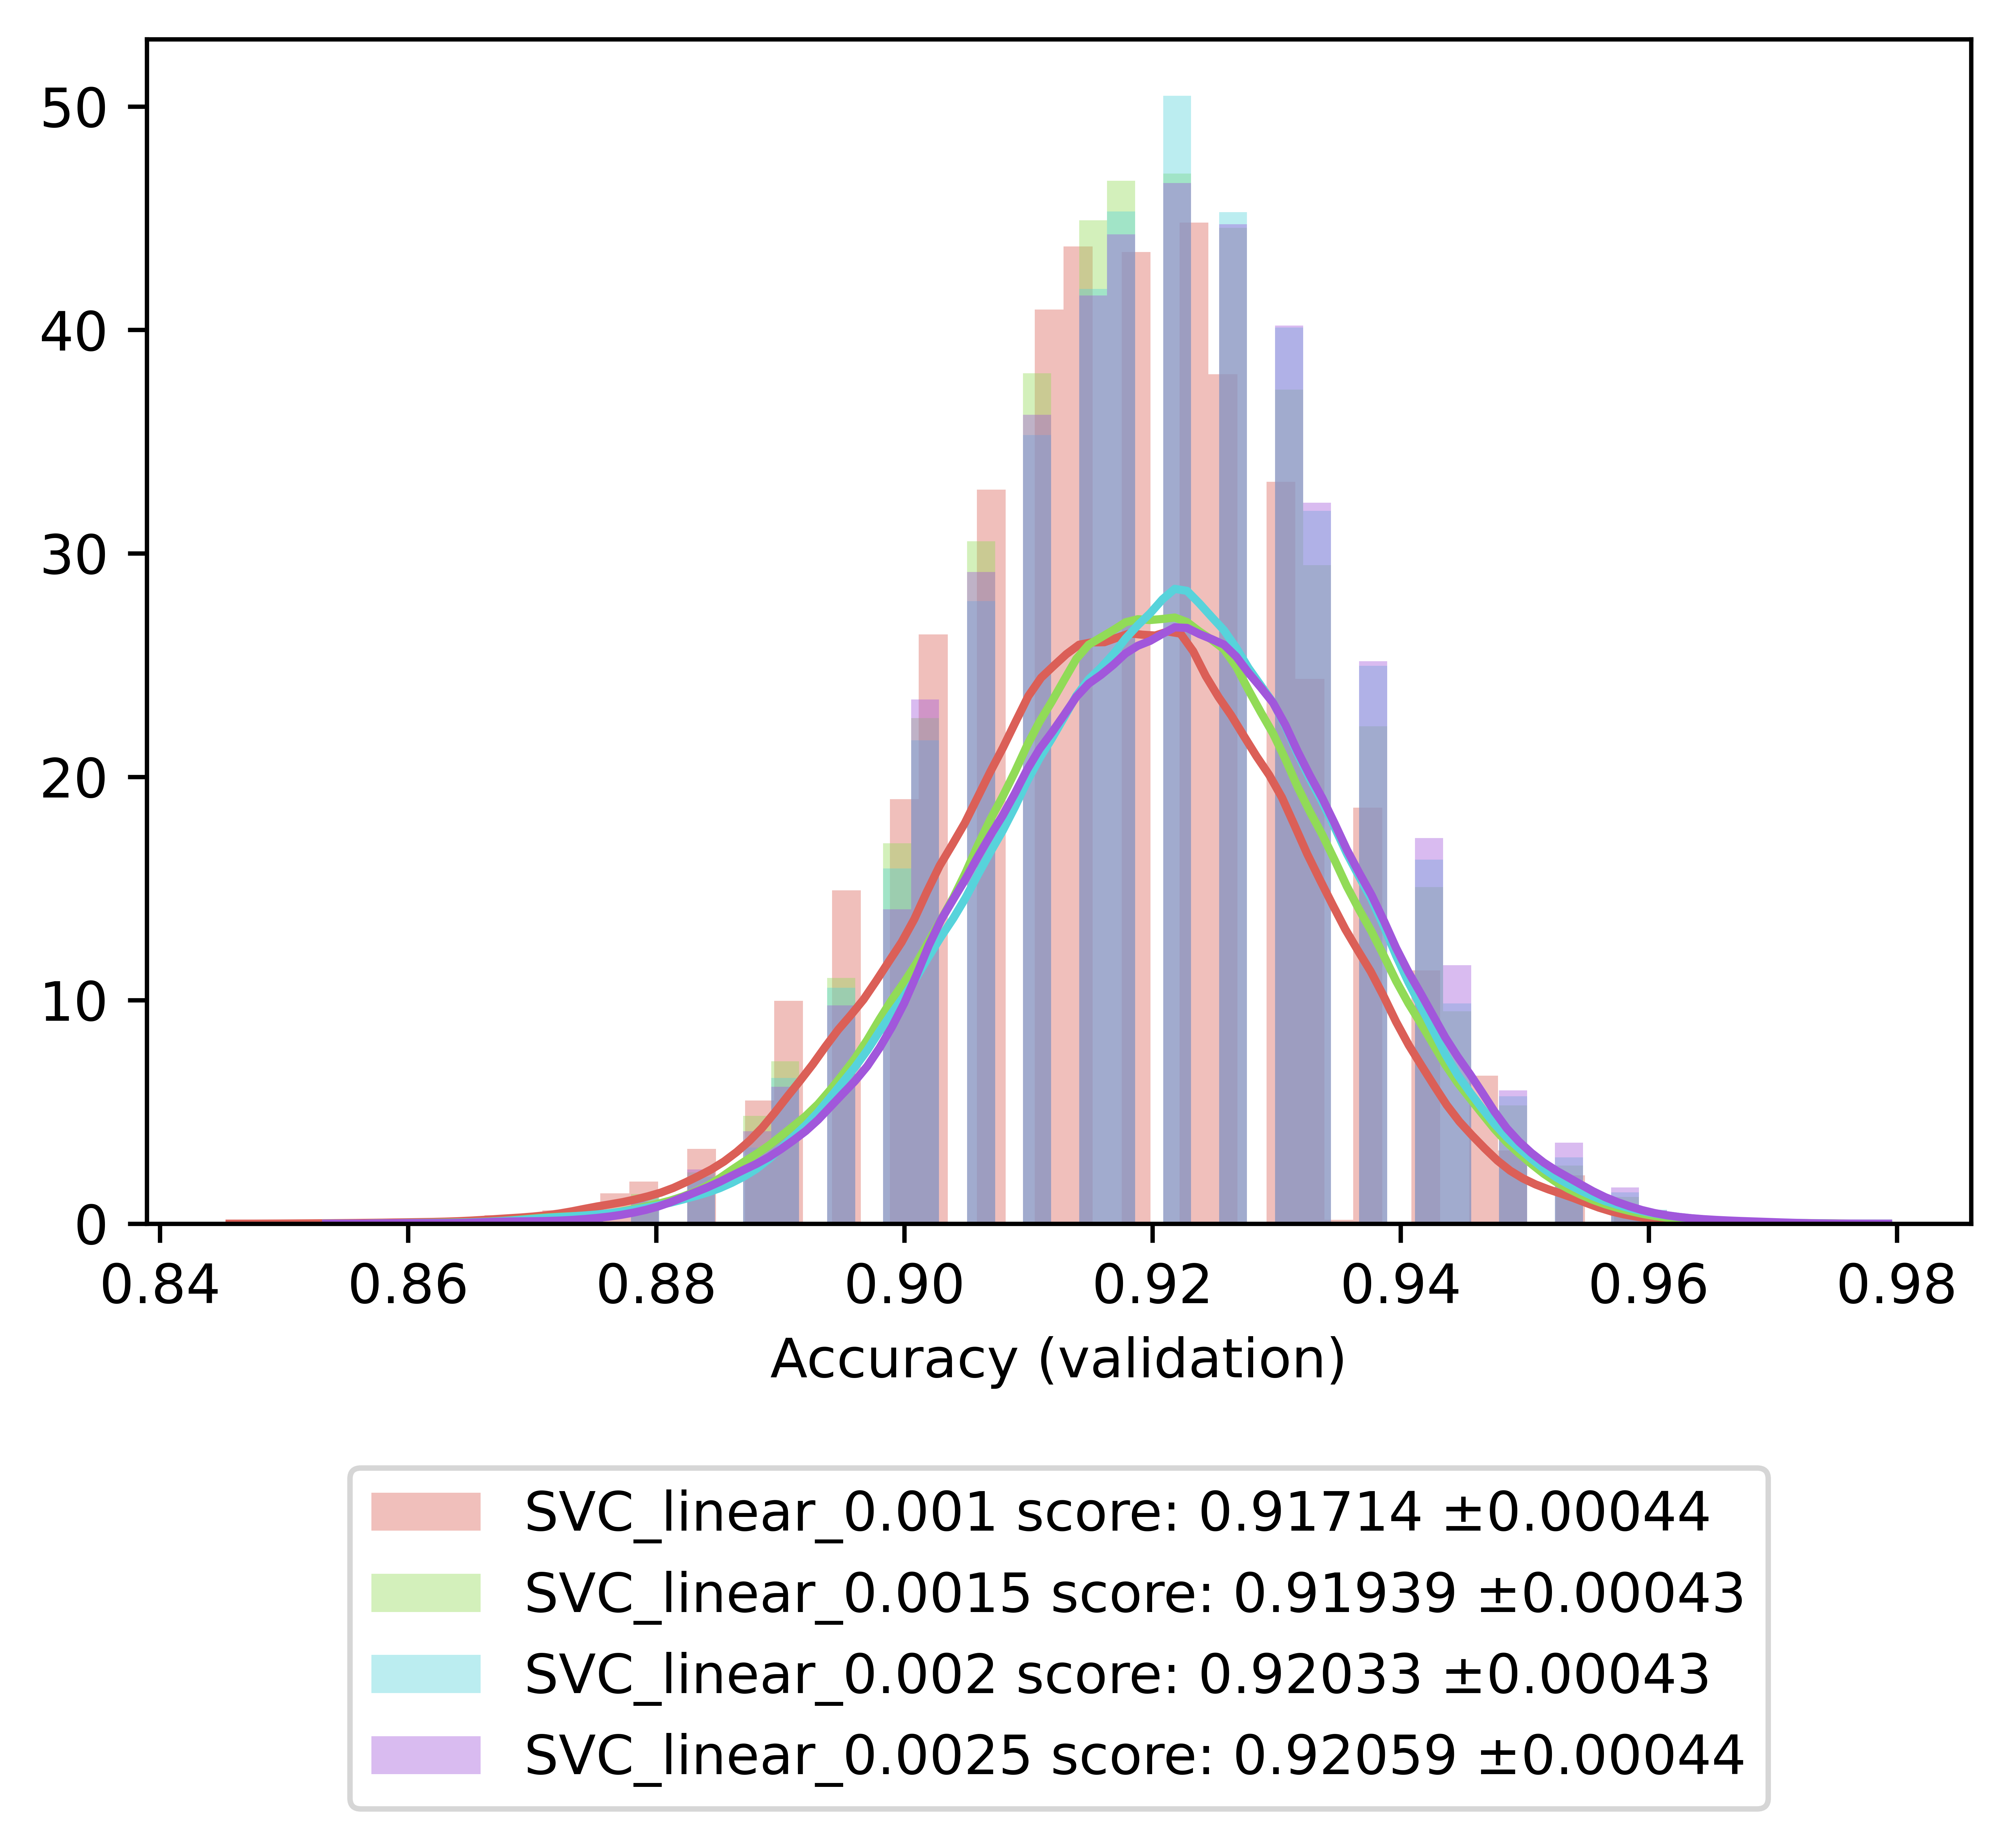 50
40
30
20
10
0
0.84 0.86 0.88 0.90 0.92 0.94 0.96 0.98
Accuracy (validation)
SVC_linear_0.001 score: 0.91714 ±0.00044
SVC_linear_0.0015 score: 0.91939 ±0.00043
SVC_linear_0.002 score: 0.92033 ±0.00043
SVC_linear_0.0025 score: 0.92059 ±0.00044